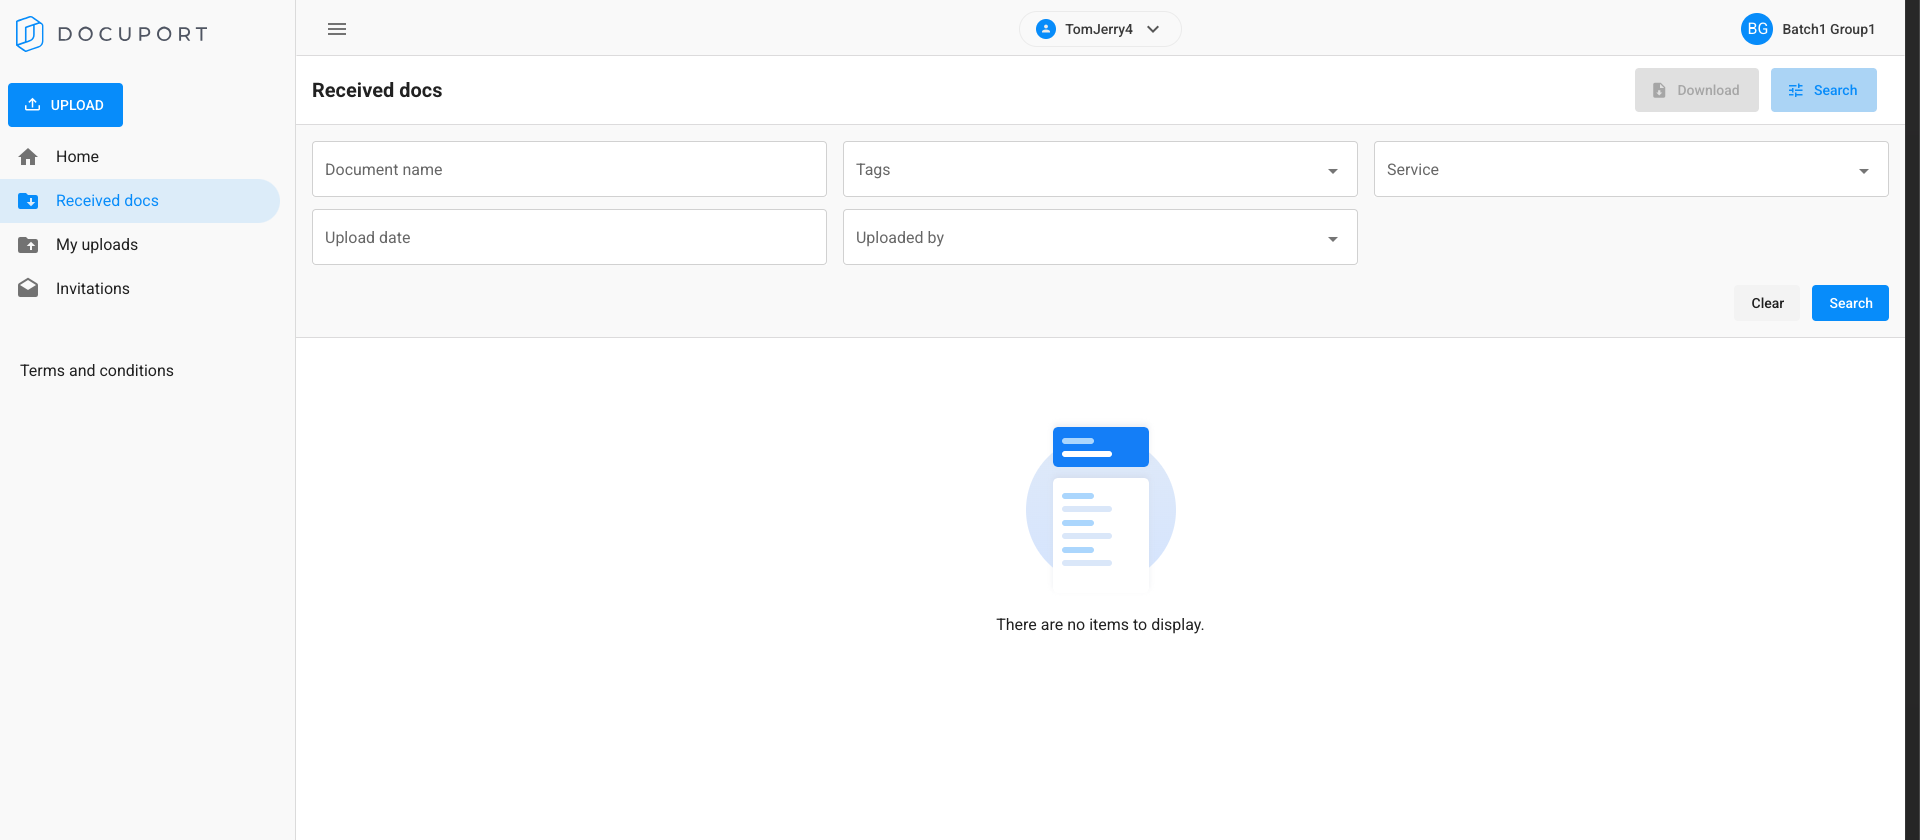 DOCUPORT
TomJerry4
BG Batch1 Group1
UPLOAD
Home
Received docs
My uploads
Invitations
Terms and conditions
Received docs
Download
Search
Document name
Tags
Service
Upload date
Uploaded by
Clear
Search
There are no items to display.